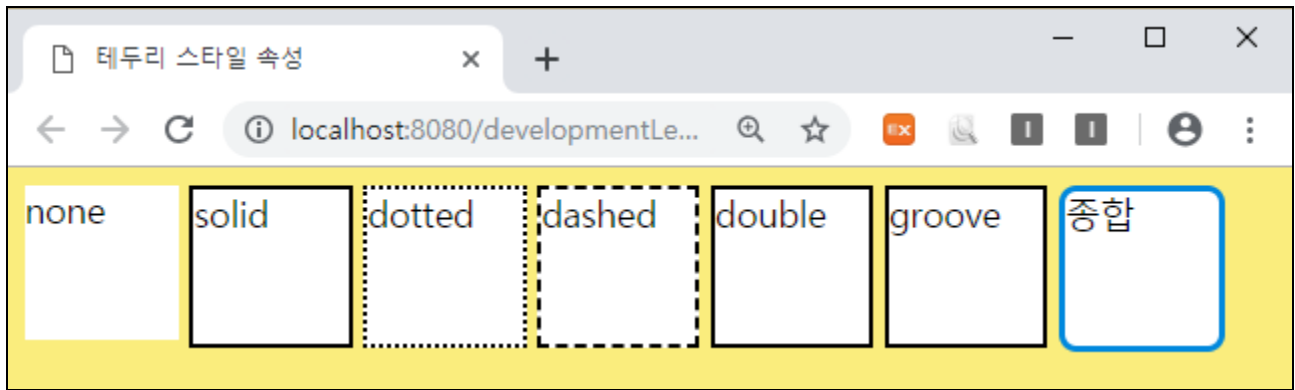 테두리 스타일 속성
localhost:8080/developmentLe...
none solid dotted dashed double groove 종합